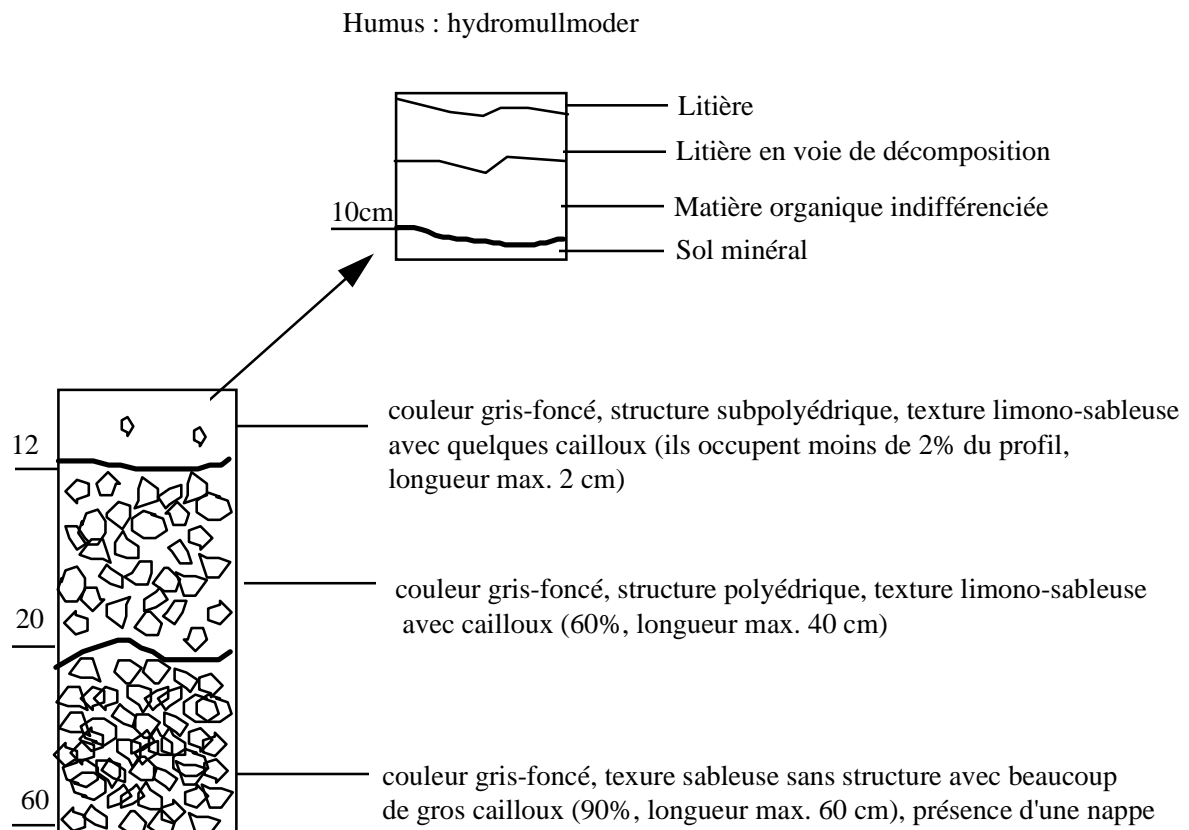 Humus : hydromullmoder
Litière
Litière en voie de décomposition
Matière organique indifférenciée
10cm
Sol minéral
couleur gris-foncé, structure subpolyédrique, texture limono-sableuse
avec quelques cailloux (ils occupent moins de 2% du profil,
longueur max. 2 cm)
12
couleur gris-foncé, structure polyédrique, texture limono-sableuse
avec cailloux (60%, longueur max. 40 cm)
20
couleur gris-foncé, texure sableuse sans structure avec beaucoup
de gros cailloux (90%, longueur max. 60 cm), présence d'une nappe
60